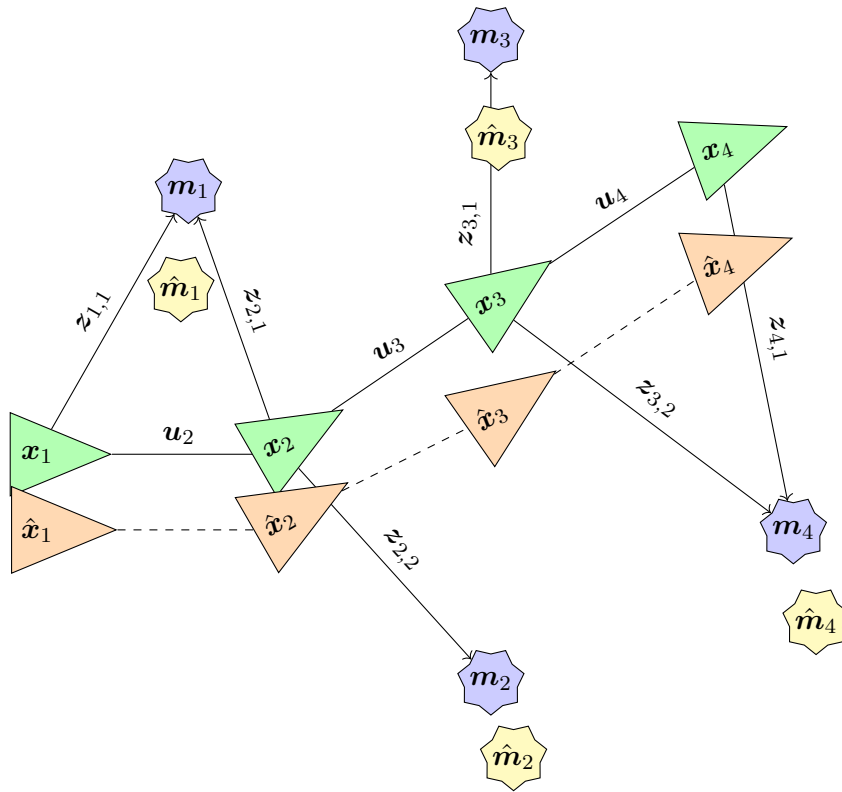 m₃
m̂₃
x₄
m₁
z₃,₁
u₄
x̂₄
m̂₁
z₁,₁
z₂,₁
x₃
u₃
z₄,₁
z₃,₂
x̂₃
u₂
x₁
x₂
x̂₁
x̂₂
z₂,₂
m₄
m̂₄
m₂
m̂₂